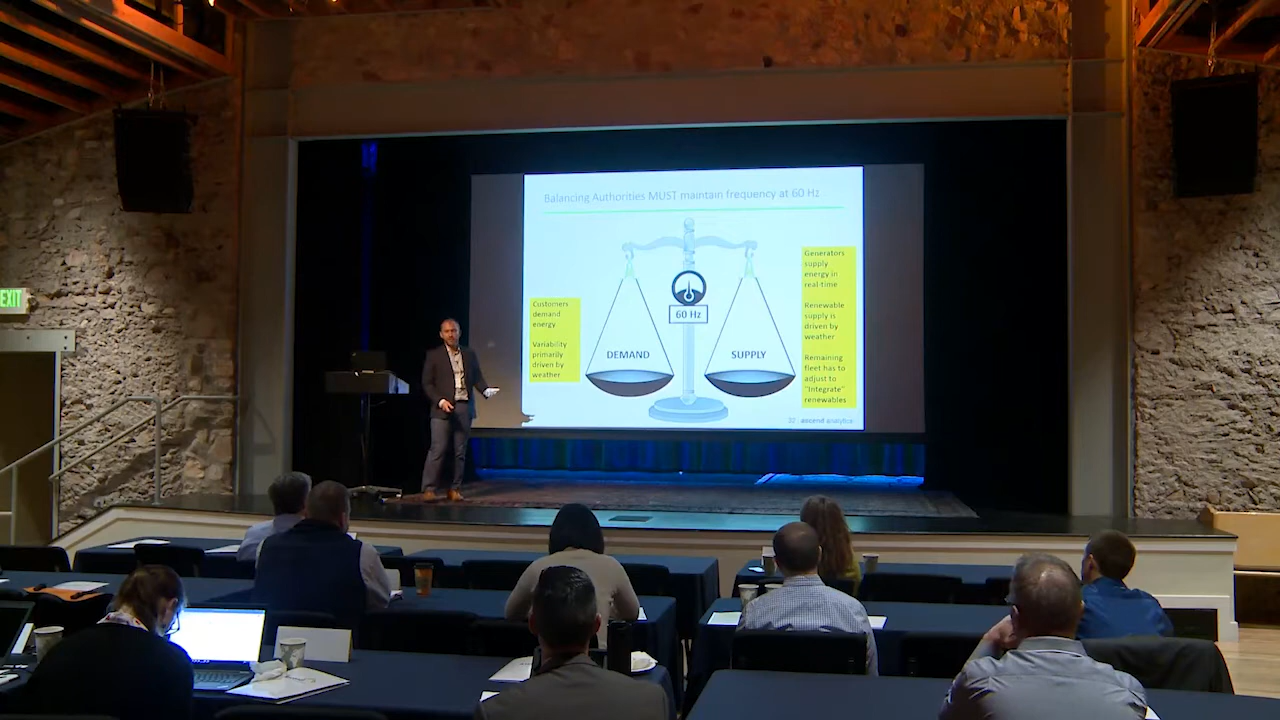 EXIT
Balancing Authorities MUST maintain frequency at 60 Hz
Customers
demand
energy
Variability
primarily
driven by
weather
60 Hz
DEMAND
SUPPLY
Generators
supply
energy in
real-time
Renewable
supply is
driven by
weather
Remaining
fleet has to
adjust to
"Integrate"
renewables
32 ascend analytics